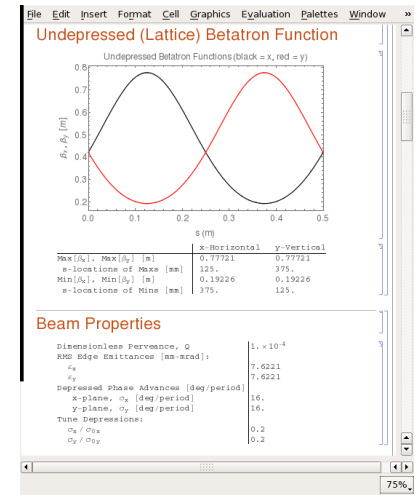 File Edit Insert Format Cell Graphics Evaluation Palettes Window »
Undepressed (Lattice) Betatron Function
Undepressed Betatron Functions (black = x, red = y)
0.8
0.7
0.6
0.5
0.4
0.3
0.2
βx, βy [m]
0.0 0.1 0.2 0.3 0.4 0.5
s (m)
x-Horizontal y-Vertical
Max[βx], Max[βy] [m] 0.77721 0.77721
s-locations of Maxs [mm] 125. 375.
Min[βx], Min[βy] [m] 0.19226 0.19226
s-locations of Mins [mm] 375. 125.
Beam Properties
Dimensionless Perveance, Q 1. × 10⁻⁴
RMS Edge Emittances [mm-mrad]:
εx 7.6221
εy 7.6221
Depressed Phase Advances [deg/period]
x-plane, σx [deg/period] 16.
y-plane, σy [deg/period] 16.
Tune Depressions:
σx / σ0x 0.2
σy / σ0y 0.2
75%